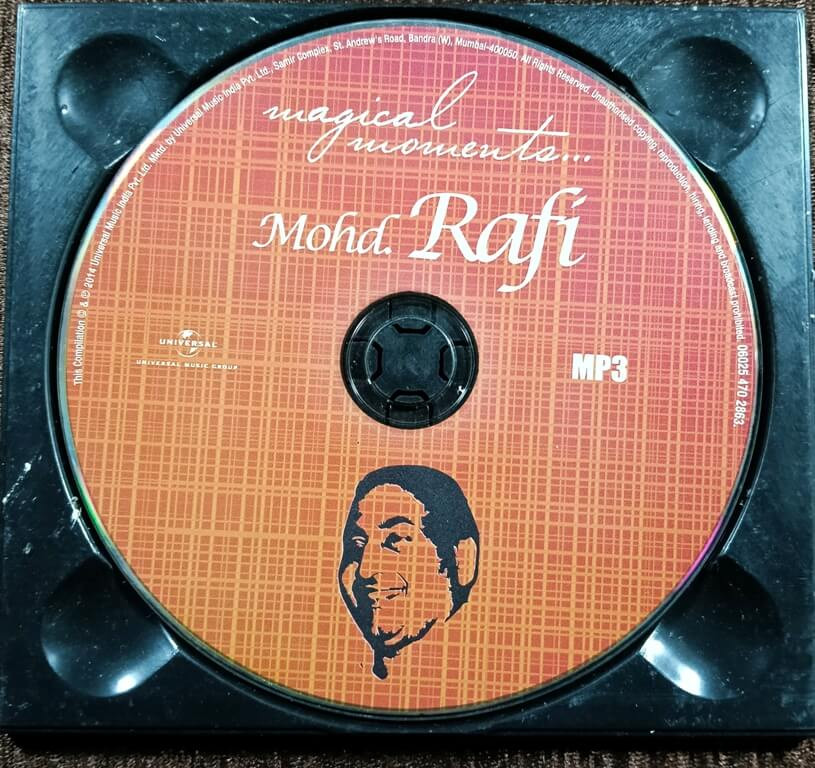 magical
moments...
Mohd. Rafi
UNIVERSAL
UNIVERSAL MUSIC GROUP
MP3
This Compilation © & ℗ 2014 Universal Music India Pvt. Ltd. Mktd. by Universal Music India Pvt. Ltd., Samir Complex, St. Andrew's Road, Bandra (W), Mumbai-400050. All Rights Reserved. Unauthorised copying, reproduction, hiring, lending and broadcast prohibited. 06025 470 2863.